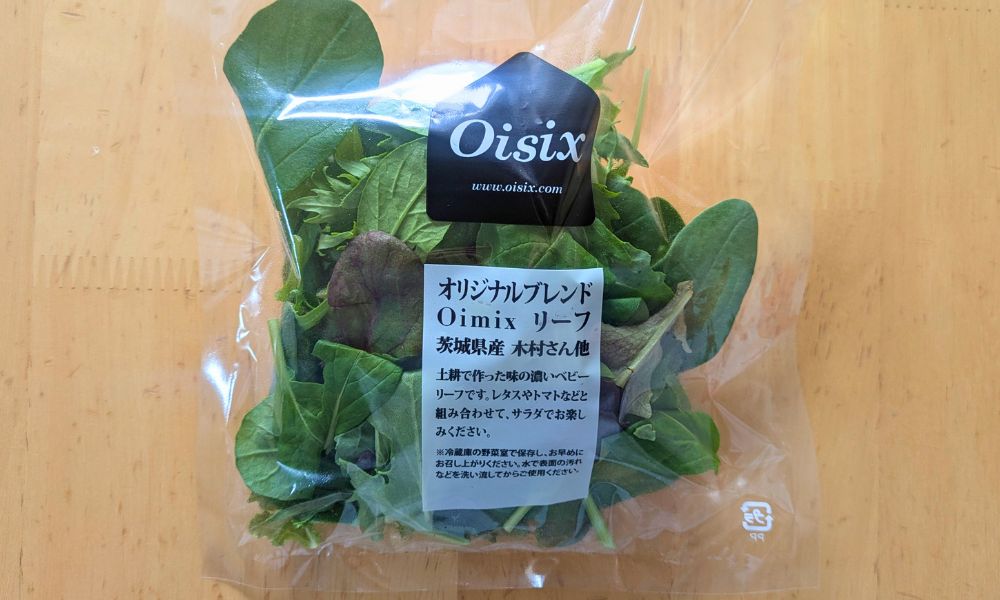 Oisix
www.oisix.com
オリジナルブレンド
Oimix リーフ
茨城県産 木村さん他
土耕で作った味の濃いベビー
リーフです。レタスやトマトなどと
組み合わせて、サラダでお楽し
みください。
※冷蔵庫の野菜室で保存し、お早めに
お召し上がりください。水で表面の汚れ
などを洗い流してからご使用ください。
プラ
PP